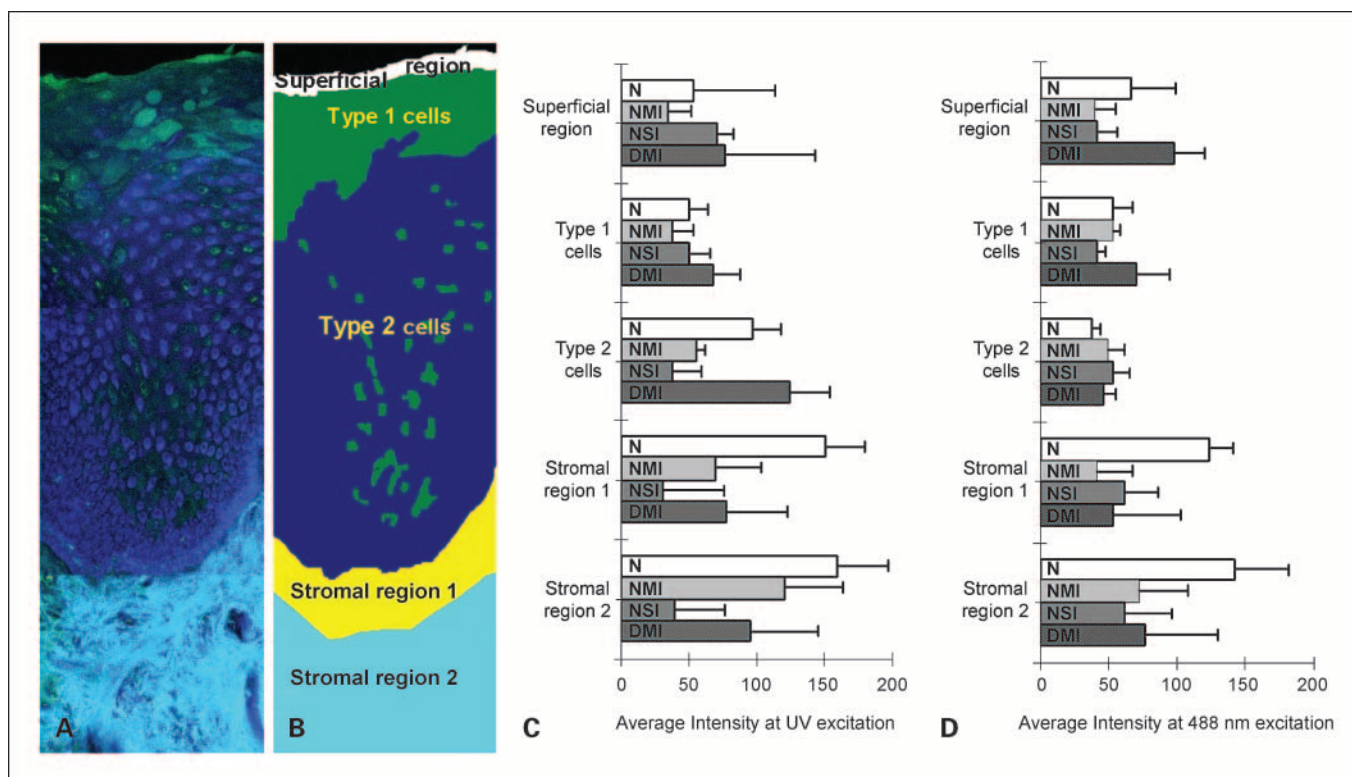 A
Superficial region
Type 1 cells
Type 2 cells
Stromal region 1
Stromal region 2
B
Superficial
region
N
NMI
NSI
DMI
Type 1
cells
N
NMI
NSI
DMI
Type 2
cells
N
NMI
NSI
DMI
Stromal
region 1
N
NMI
NSI
DMI
Stromal
region 2
N
NMI
NSI
DMI
0 50 100 150 200
C Average Intensity at UV excitation
Superficial
region
N
NMI
NSI
DMI
Type 1
cells
N
NMI
NSI
DMI
Type 2
cells
N
NMI
NSI
DMI
Stromal
region 1
N
NMI
NSI
DMI
Stromal
region 2
N
NMI
NSI
DMI
0 50 100 150 200
D Average Intensity at 488 nm excitation